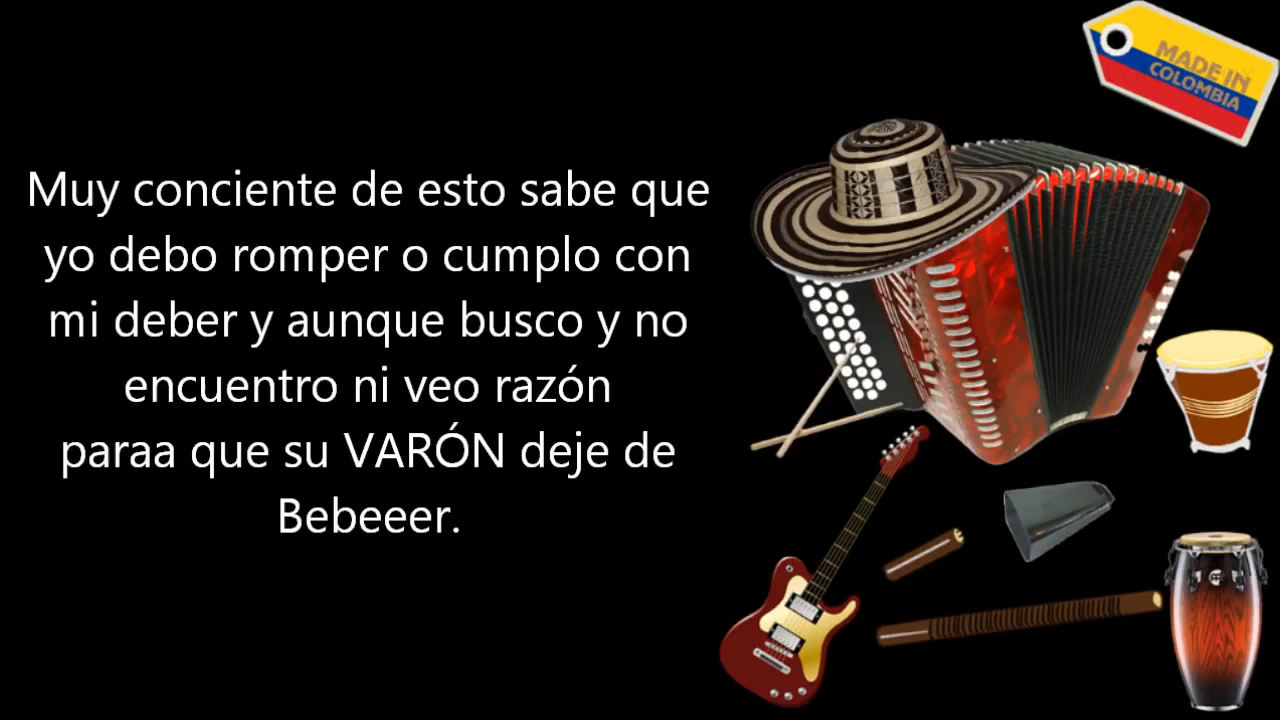 Muy conciente de esto sabe que
yo debo romper o cumplo con
mi deber y aunque busco y no
encuentro ni veo razón
paraa que su VARÓN deje de
Bebeeer.
MADE IN
COLOMBIA